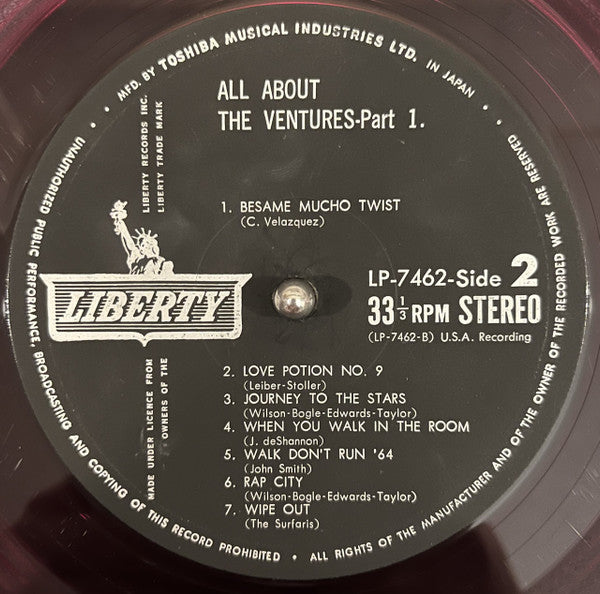 • MFD. BY TOSHIBA MUSICAL INDUSTRIES LTD. IN JAPAN •
ALL ABOUT
THE VENTURES-Part 1.
LIBERTY RECORDS INC.
LIBERTY TRADE MARK
1. BESAME MUCHO TWIST
(C. Velazquez)
LIBERTY
LP-7462-Side 2
33 1/3 RPM STEREO
(LP-7462-B) U.S.A. Recording
MADE UNDER LICENCE FROM
OWNERS OF THE
2. LOVE POTION NO. 9
(Leiber-Stoller)
3. JOURNEY TO THE STARS
(Wilson-Bogle-Edwards-Taylor)
4. WHEN YOU WALK IN THE ROOM
(J. deShannon)
5. WALK DON'T RUN '64
(John Smith)
6. RAP CITY
(Wilson-Bogle-Edwards-Taylor)
7. WIPE OUT
(The Surfaris)
• UNAUTHORIZED PUBLIC PERFORMANCE, BROADCASTING AND COPYING OF THIS RECORD PROHIBITED • ALL RIGHTS OF THE MANUFACTURER AND OF THE OWNER OF THE RECORDED WORK ARE RESERVED •